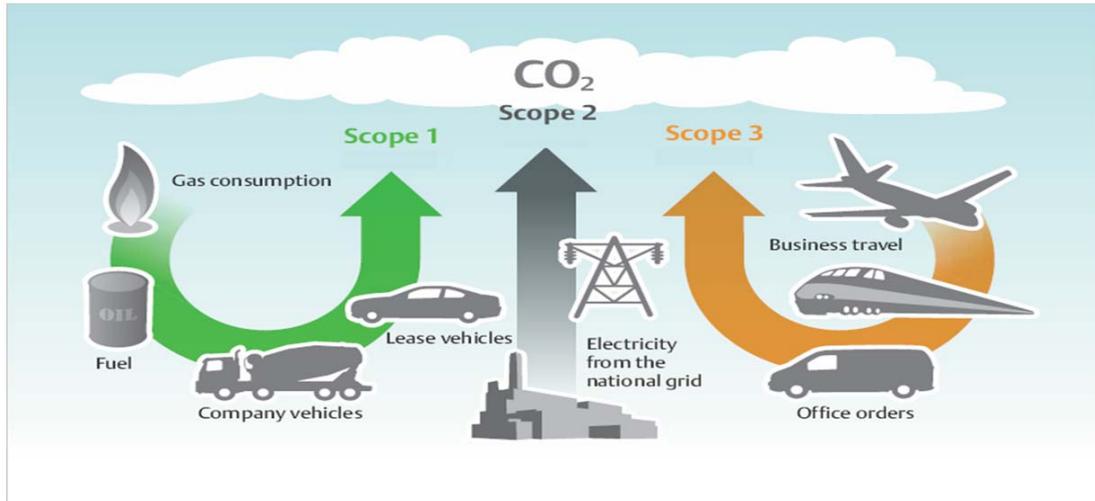 CO₂
Scope 2
Scope 1
Scope 3
Gas consumption
OIL
Fuel
Company vehicles
Lease vehicles
Electricity
from the
national grid
Business travel
Office orders